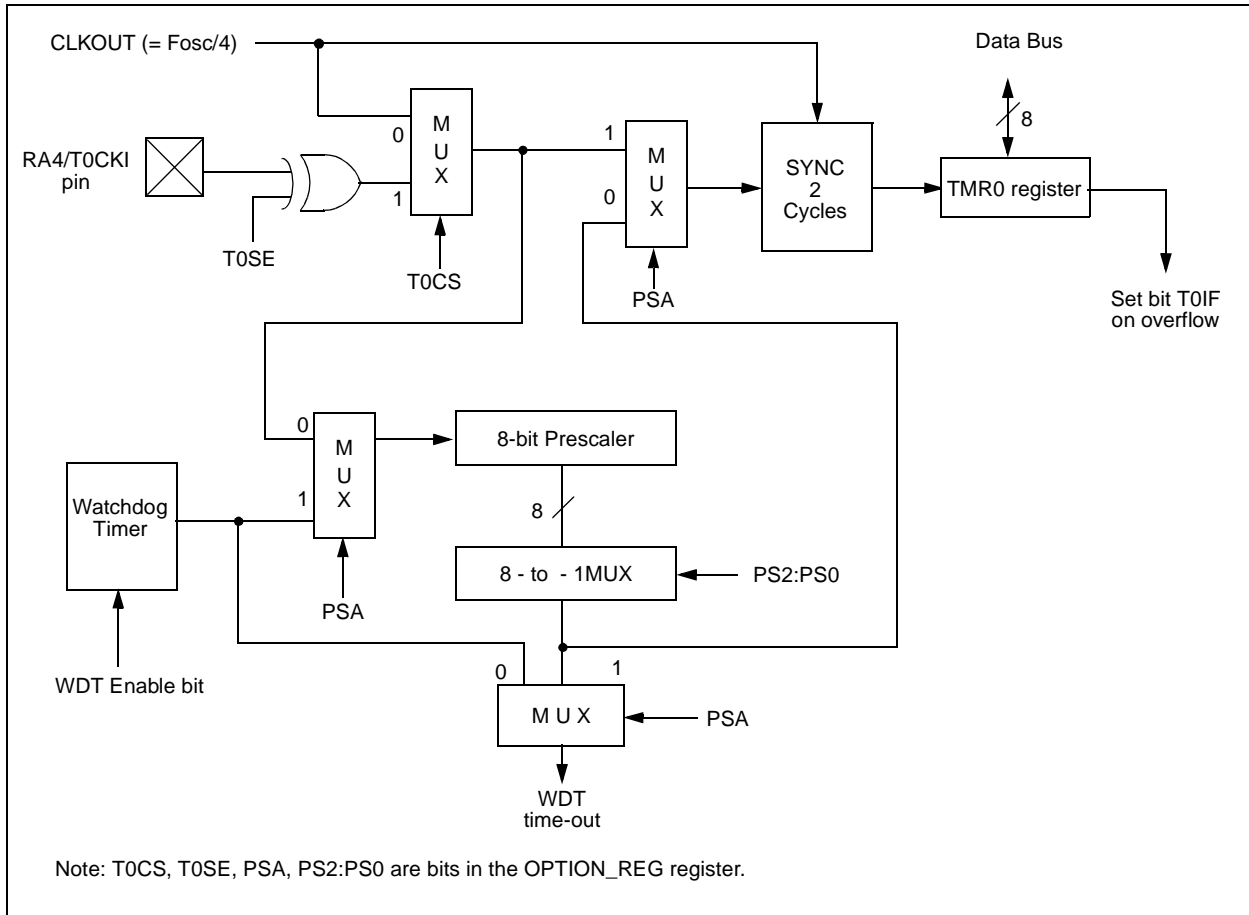 CLKOUT (= Fosc/4)
Data Bus
RA4/T0CKI
pin
T0SE
0
1
M
U
X
T0CS
1
0
M
U
X
PSA
SYNC
2
Cycles
8
TMR0 register
Set bit T0IF
on overflow
0
1
M
U
X
PSA
8-bit Prescaler
8
8 - to - 1MUX
PS2:PS0
Watchdog
Timer
WDT Enable bit
0
1
M U X
PSA
WDT
time-out
Note: T0CS, T0SE, PSA, PS2:PS0 are bits in the OPTION_REG register.